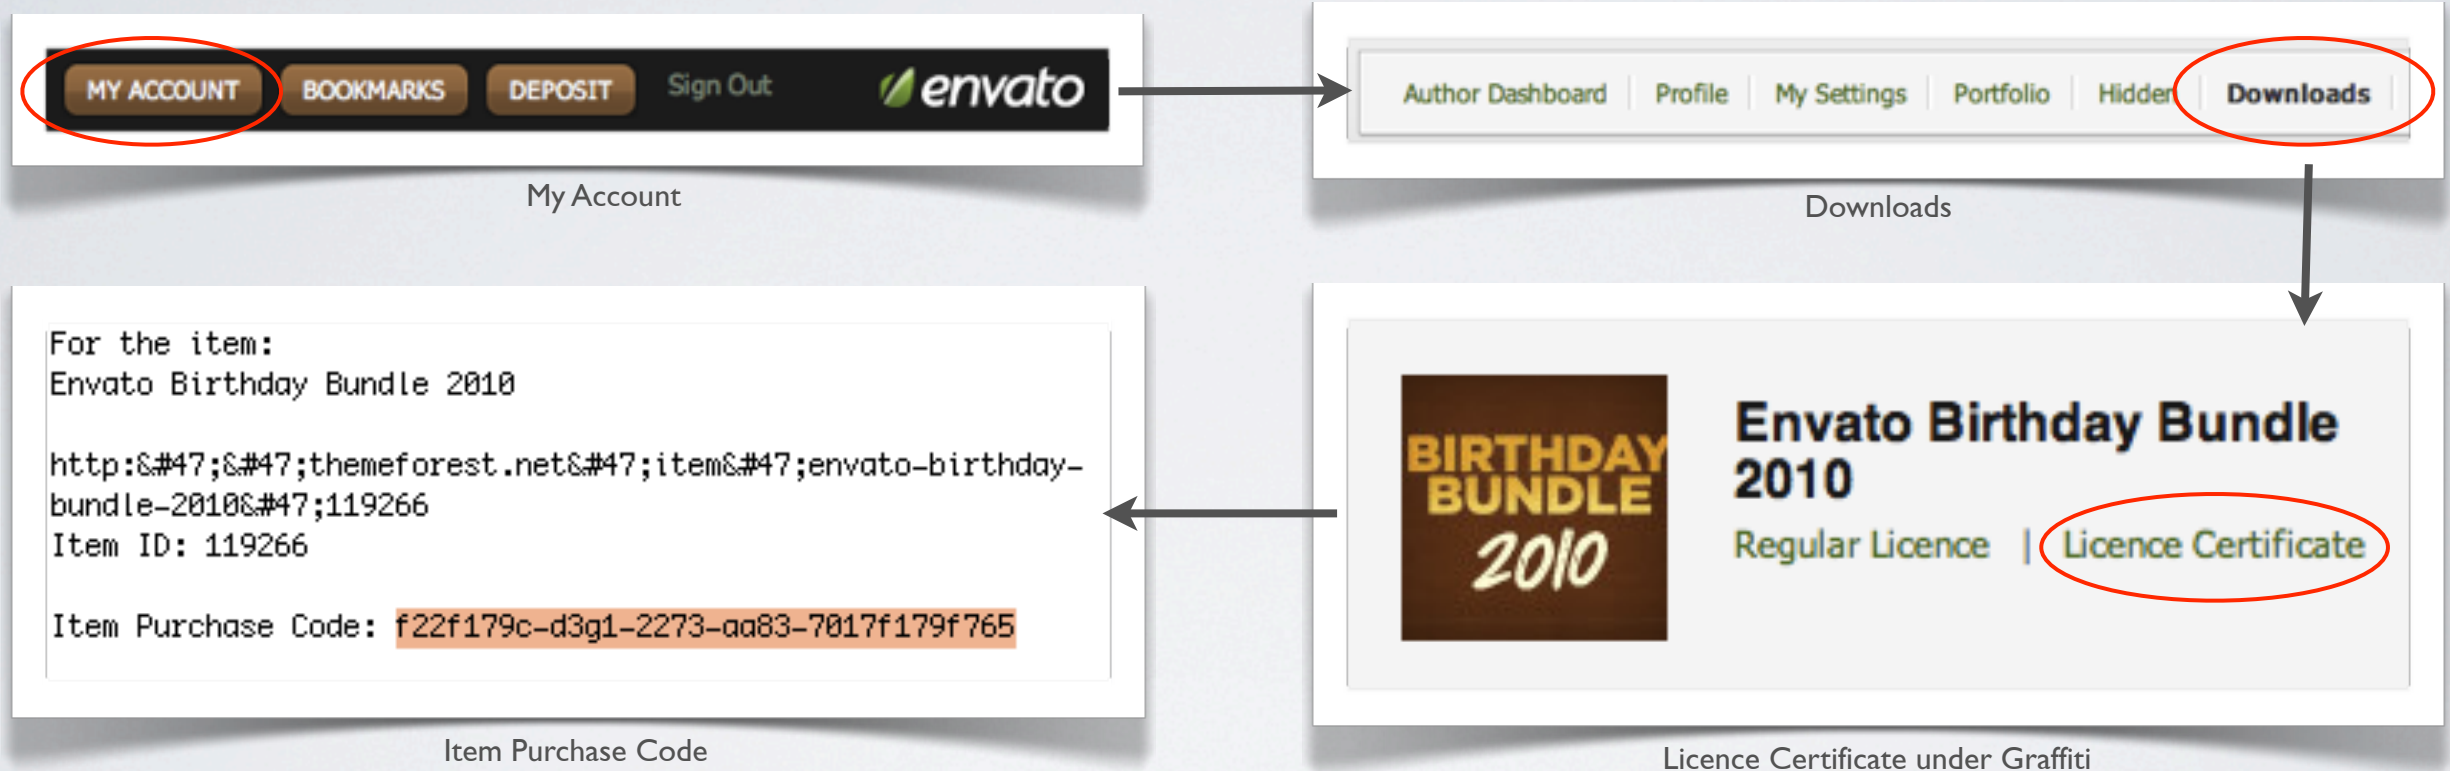 MY ACCOUNT BOOKMARKS DEPOSIT Sign Out envato
My Account
Author Dashboard Profile My Settings Portfolio Hidden Downloads
Downloads
BIRTHDAY
BUNDLE
2010
Envato Birthday Bundle
2010
Regular Licence | Licence Certificate
Licence Certificate under Graffiti
For the item:
Envato Birthday Bundle 2010
http:&#47;&#47;themeforest.net&#47;item&#47;envato-birthday-
bundle-2010&#47;119266
Item ID: 119266
Item Purchase Code: f22f179c-d3g1-2273-aa83-7017f179f765
Item Purchase Code